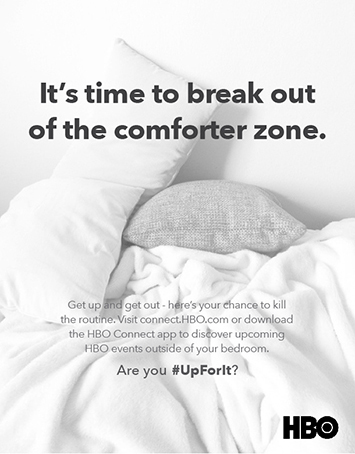 It's time to break out
of the comforter zone.
Get up and get out - here's your chance to kill
the routine. Visit connect.HBO.com or download
the HBO Connect app to discover upcoming
HBO events outside of your bedroom.
Are you #UpForIt?
HBO